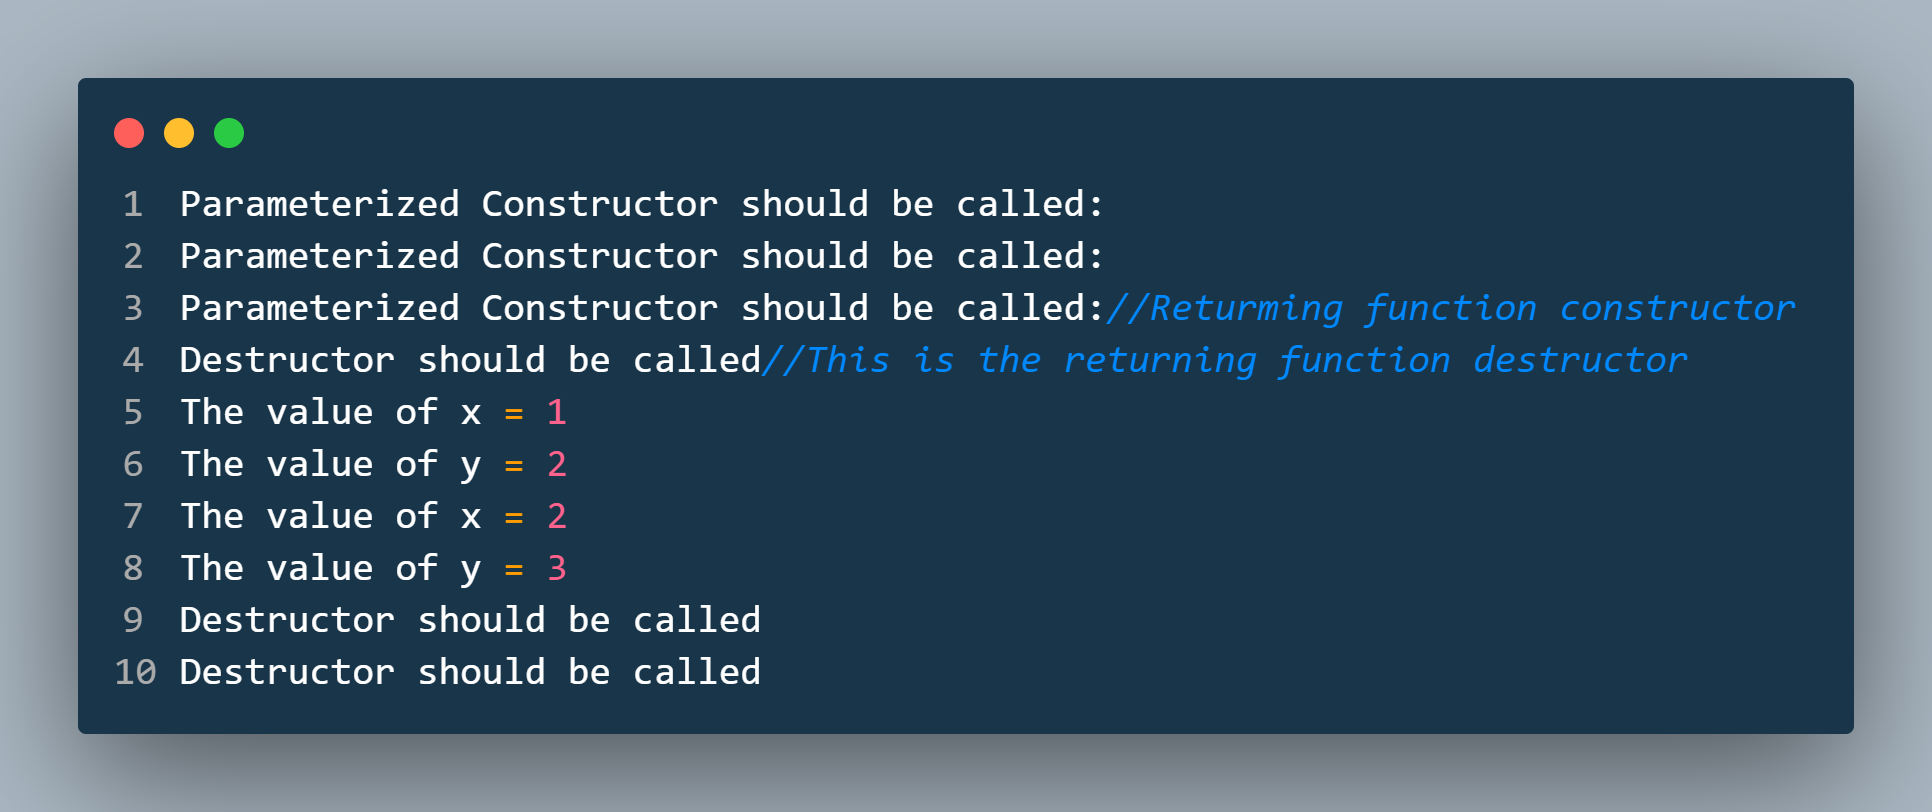 1 Parameterized Constructor should be called:
2 Parameterized Constructor should be called:
3 Parameterized Constructor should be called://Returming function constructor
4 Destructor should be called//This is the returning function destructor
5 The value of x = 1
6 The value of y = 2
7 The value of x = 2
8 The value of y = 3
9 Destructor should be called
10 Destructor should be called